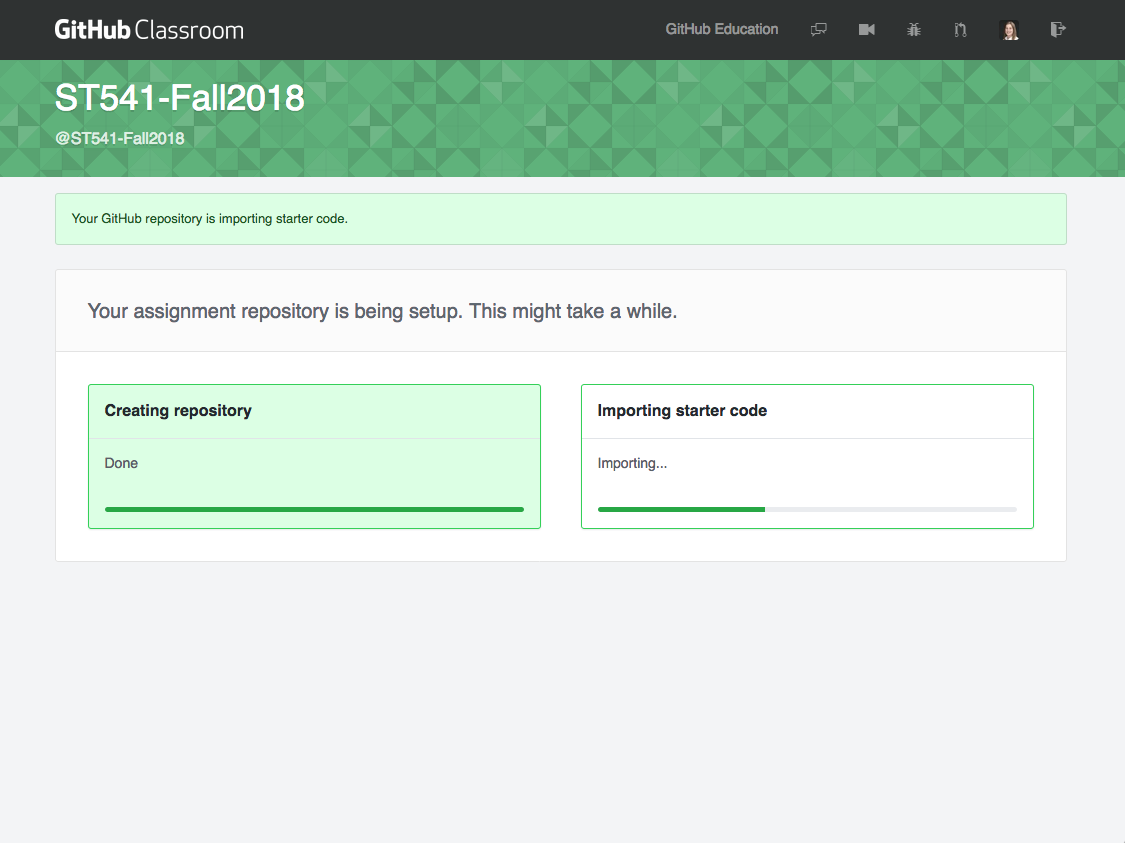 GitHub Classroom
GitHub Education
ST541-Fall2018
@ST541-Fall2018
Your GitHub repository is importing starter code.
Your assignment repository is being setup. This might take a while.
Creating repository
Done
Importing starter code
Importing...